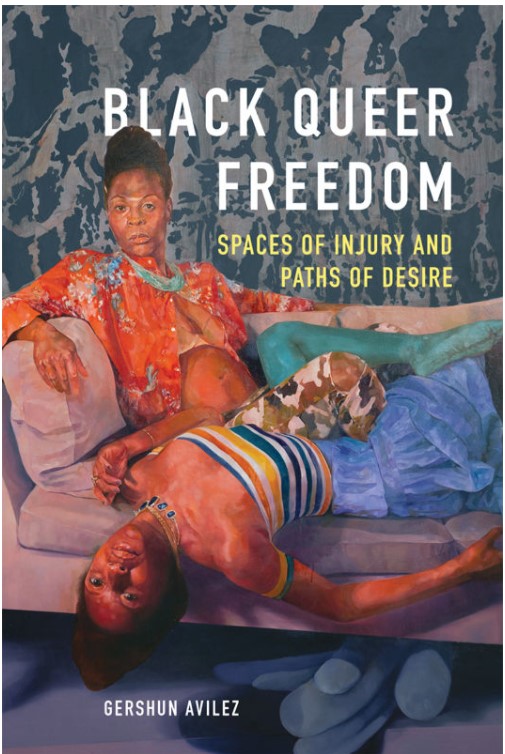 BLACK QUEER
FREEDOM
SPACES OF INJURY AND
PATHS OF DESIRE
GERSHUN AVILEZ